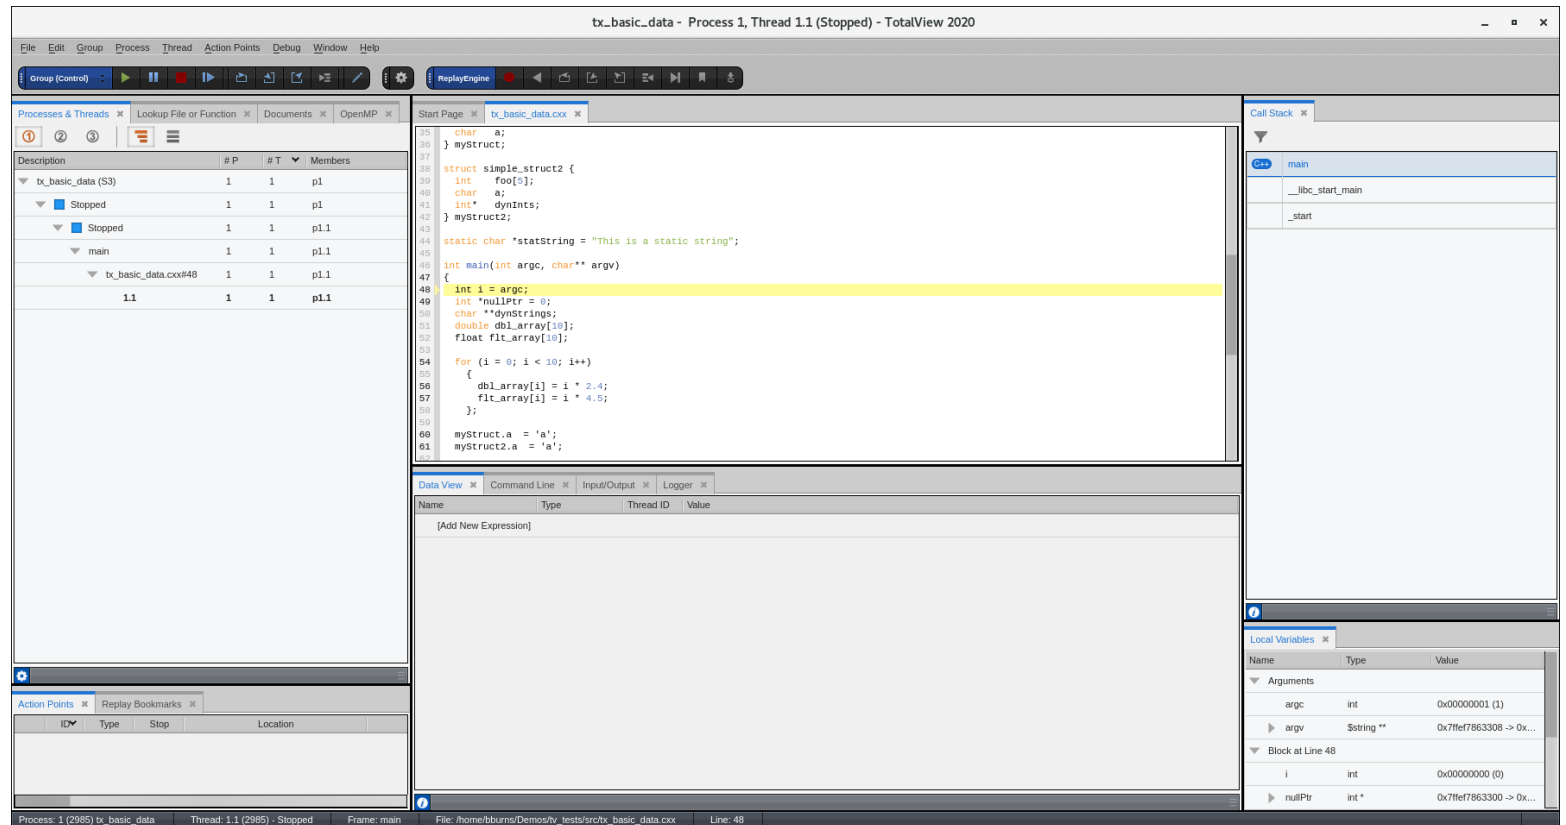 tx_basic_data - Process 1, Thread 1.1 (Stopped) - TotalView 2020
File Edit Group Process Thread Action Points Debug Window Help
Group (Control) ReplayEngine
Processes & Threads Lookup File or Function Documents OpenMP
1 2 3
Description # P # T Members
tx_basic_data (S3) 1 1 p1
Stopped 1 1 p1
Stopped 1 1 p1.1
main 1 1 p1.1
tx_basic_data.cxx#48 1 1 p1.1
1.1 1 1 p1.1
Action Points Replay Bookmarks
ID Type Stop Location
Start Page tx_basic_data.cxx
35 char a;
36 } myStruct;
37
38 struct simple_struct2 {
39 int foo[5];
40 char a;
41 int* dynInts;
42 } myStruct2;
43
44 static char *statString = "This is a static string";
45
46 int main(int argc, char** argv)
47 {
48 int i = argc;
49 int *nullPtr = 0;
50 char **dynStrings;
51 double dbl_array[10];
52 float flt_array[10];
53
54 for (i = 0; i < 10; i++)
55 {
56 dbl_array[i] = i * 2.4;
57 flt_array[i] = i * 4.5;
58 };
59
60 myStruct.a = 'a';
61 myStruct2.a = 'a';
62
Data View Command Line Input/Output Logger
Name Type Thread ID Value
[Add New Expression]
Call Stack
C++ main
__libc_start_main
_start
Local Variables
Name Type Value
Arguments
argc int 0x00000001 (1)
argv $string ** 0x7ffef7863308 -> 0x...
Block at Line 48
i int 0x00000000 (0)
nullPtr int * 0x7ffef7863300 -> 0x...
Process: 1 (2985) tx_basic_data Thread: 1.1 (2985) - Stopped Frame: main File: /home/bburns/Demos/tv_tests/src/tx_basic_data.cxx Line: 48